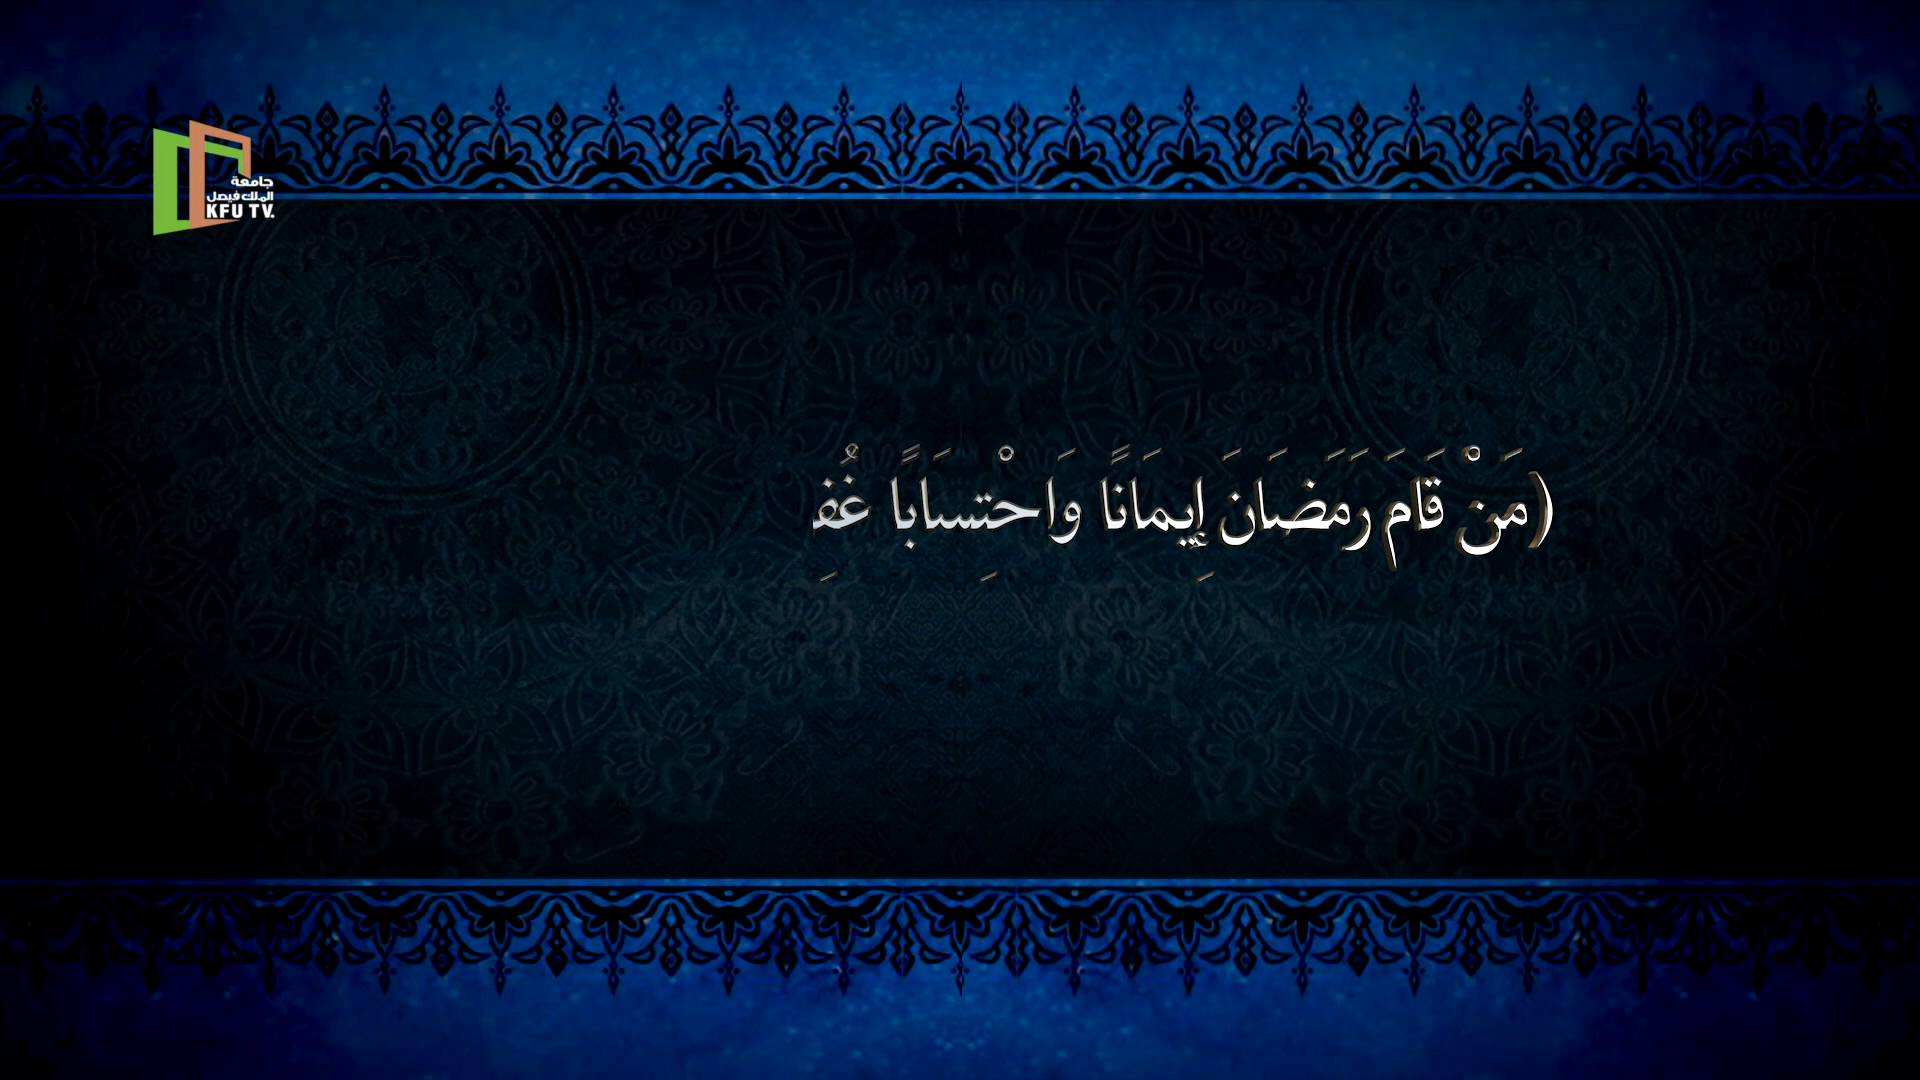 جامعة
الملك فيصل
KFU TV.
(مَنْ قَامَ رَمَضَانَ إِيمَانًا وَاحْتِسَابًا غُفِ